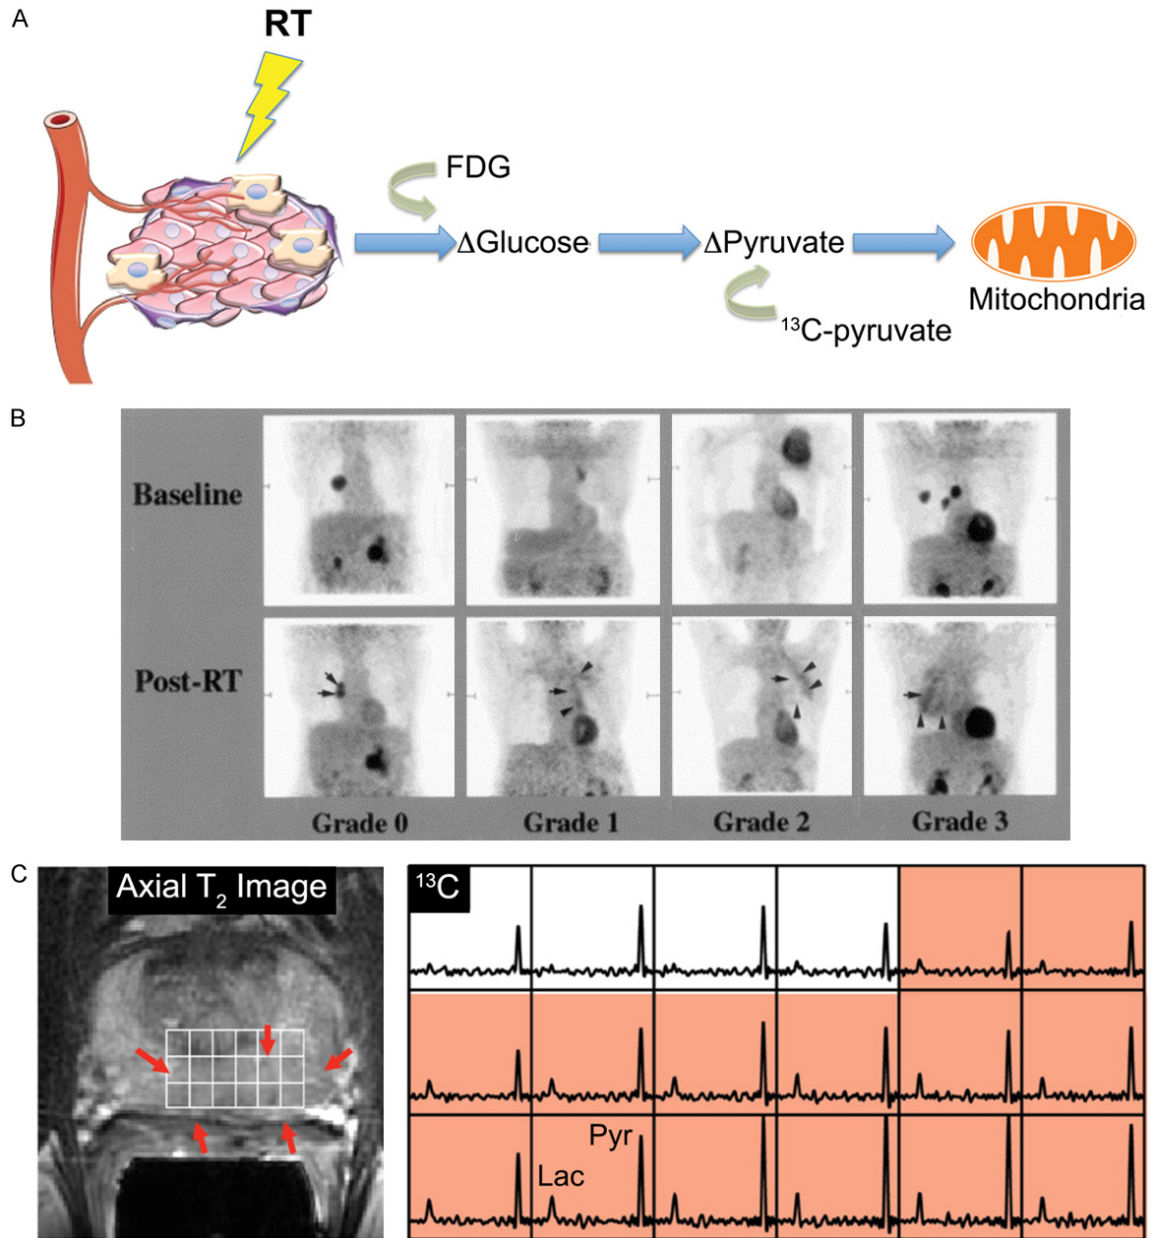 A
RT
FDG
ΔGlucose
ΔPyruvate
Mitochondria
¹³C-pyruvate
B
Baseline
Post-RT
Grade 0
Grade 1
Grade 2
Grade 3
C
Axial T₂ Image
¹³C
Pyr
Lac